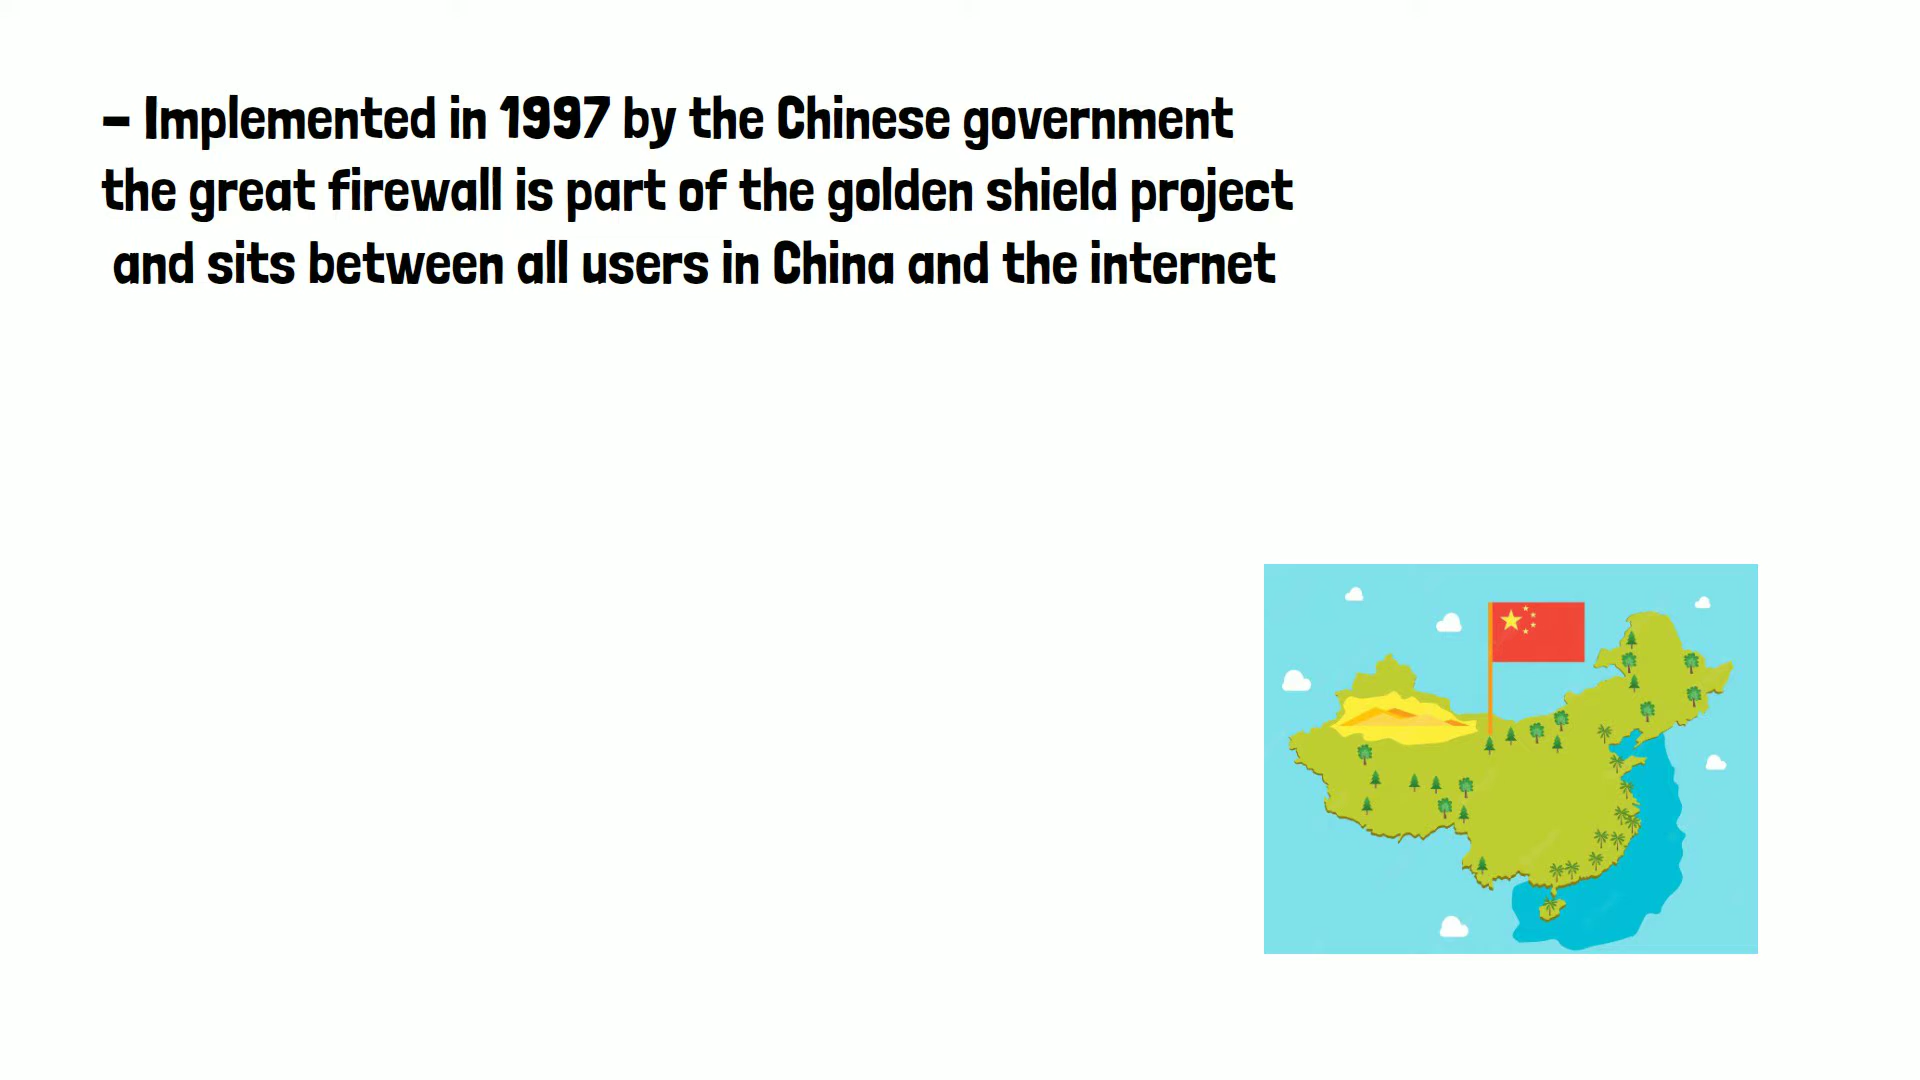 – Implemented in 1997 by the Chinese government
the great firewall is part of the golden shield project
and sits between all users in China and the internet